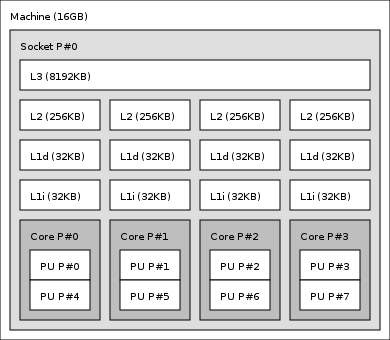 Machine (16GB)
Socket P#0
L3 (8192KB)
L2 (256KB) L2 (256KB) L2 (256KB) L2 (256KB)
L1d (32KB) L1d (32KB) L1d (32KB) L1d (32KB)
L1i (32KB) L1i (32KB) L1i (32KB) L1i (32KB)
Core P#0 Core P#1 Core P#2 Core P#3
PU P#0 PU P#1 PU P#2 PU P#3
PU P#4 PU P#5 PU P#6 PU P#7